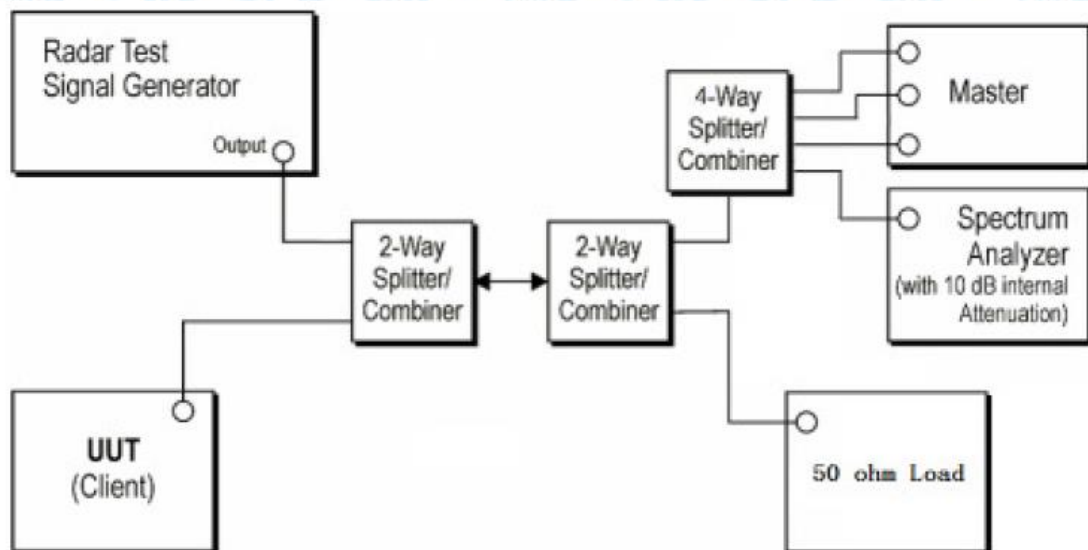 Radar Test
Signal Generator
Output
4-Way
Splitter/
Combiner
Master
2-Way
Splitter/
Combiner
2-Way
Splitter/
Combiner
Spectrum
Analyzer
(with 10 dB internal
Attenuation)
UUT
(Client)
50 ohm Load